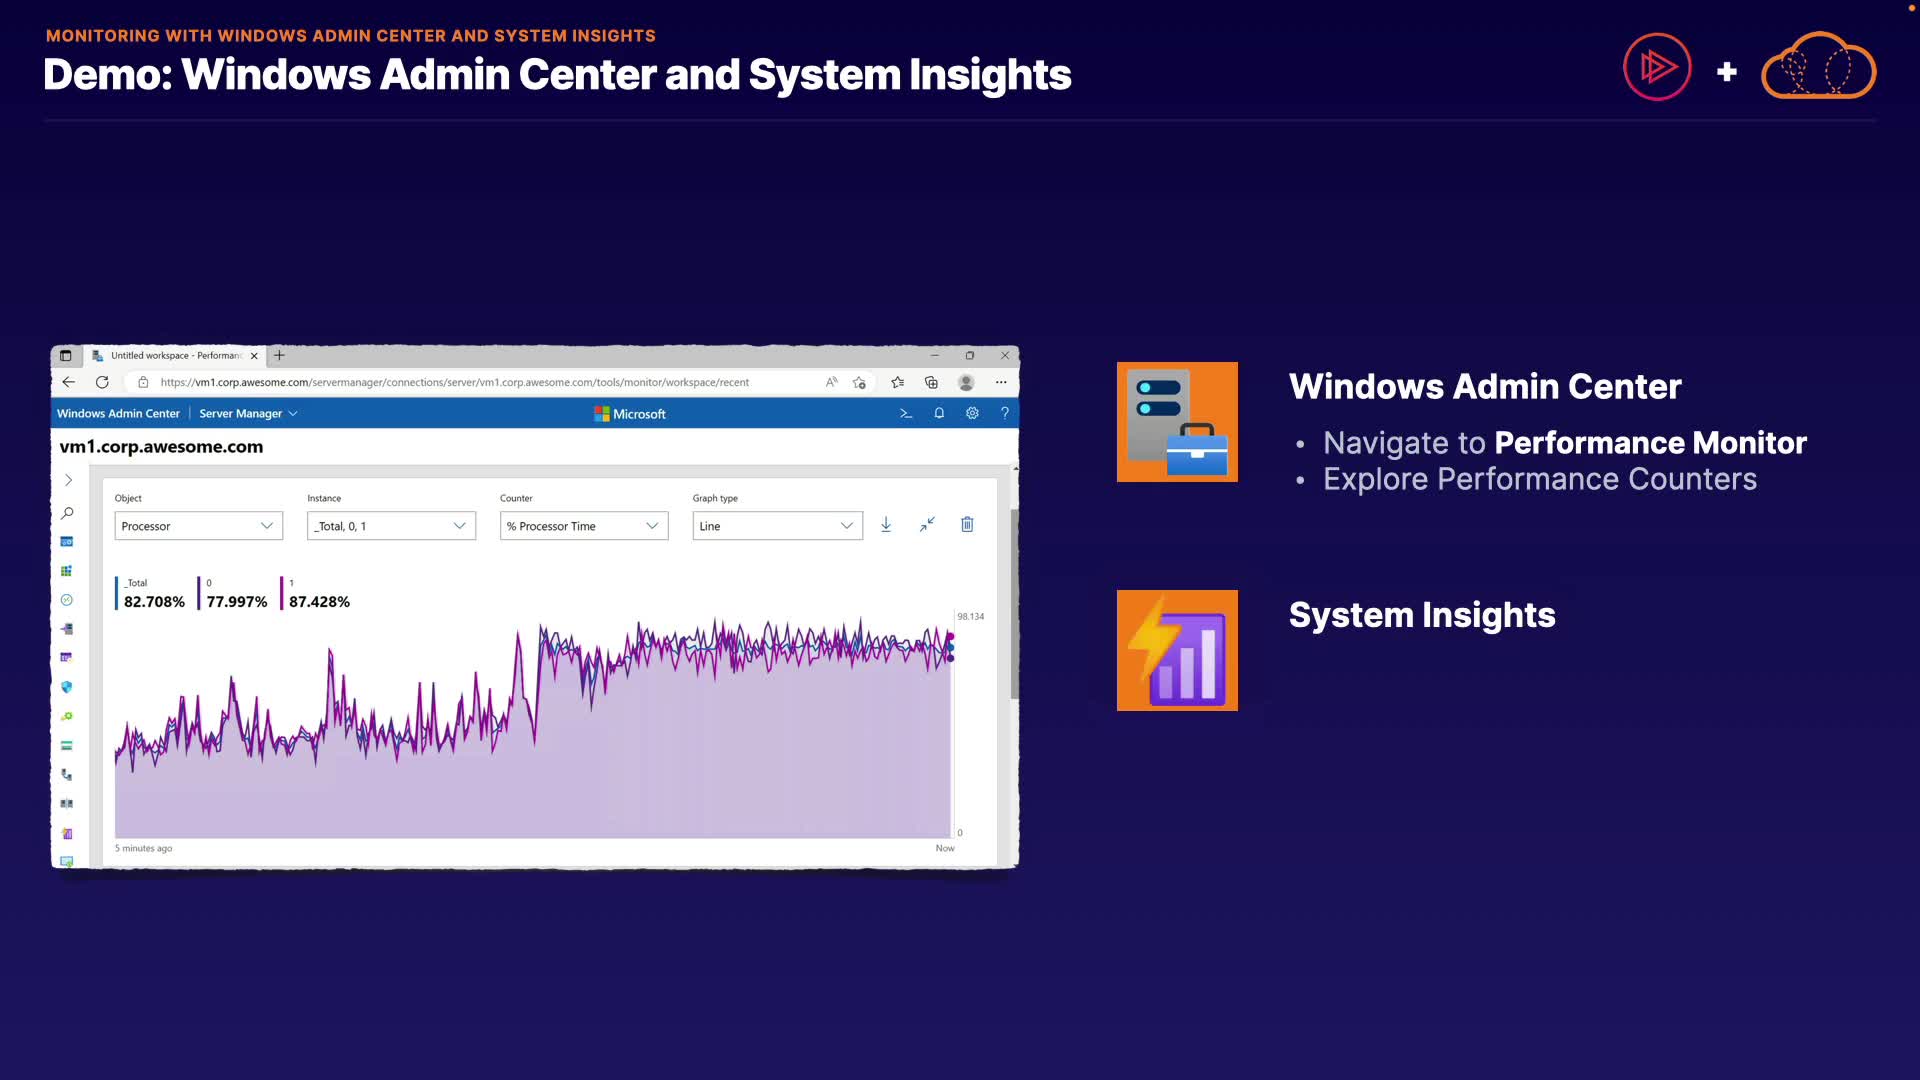 MONITORING WITH WINDOWS ADMIN CENTER AND SYSTEM INSIGHTS
Demo: Windows Admin Center and System Insights
+
Untitled workspace - Performanc
https://vm1.corp.awesome.com/servermanager/connections/server/vm1.corp.awesome.com/tools/monitor/workspace/recent
Windows Admin Center | Server Manager
Microsoft
vm1.corp.awesome.com
Object Instance Counter Graph type
Processor _Total, 0, 1 % Processor Time Line
_Total 0 1
82.708% 77.997% 87.428%
98.134
0
5 minutes ago Now
Windows Admin Center
• Navigate to Performance Monitor
• Explore Performance Counters
System Insights